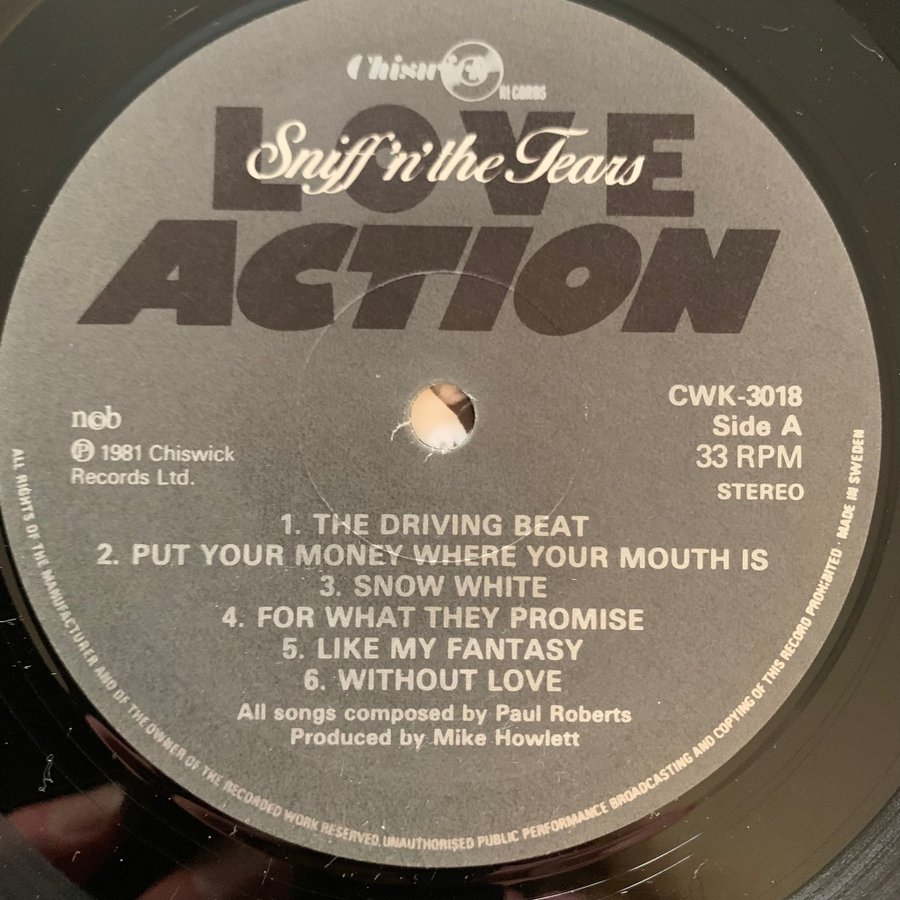 Chiswick
RECORDS
LOVE
Sniff 'n' the Tears
ACTION
ncb
℗ 1981 Chiswick
Records Ltd.
CWK-3018
Side A
33 RPM
STEREO
1. THE DRIVING BEAT
2. PUT YOUR MONEY WHERE YOUR MOUTH IS
3. SNOW WHITE
4. FOR WHAT THEY PROMISE
5. LIKE MY FANTASY
6. WITHOUT LOVE
All songs composed by Paul Roberts
Produced by Mike Howlett
ALL RIGHTS OF THE MANUFACTURER AND OF THE OWNER OF THE RECORDED WORK RESERVED. UNAUTHORISED PUBLIC PERFORMANCE BROADCASTING AND COPYING OF THIS RECORD PROHIBITED · MADE IN SWEDEN